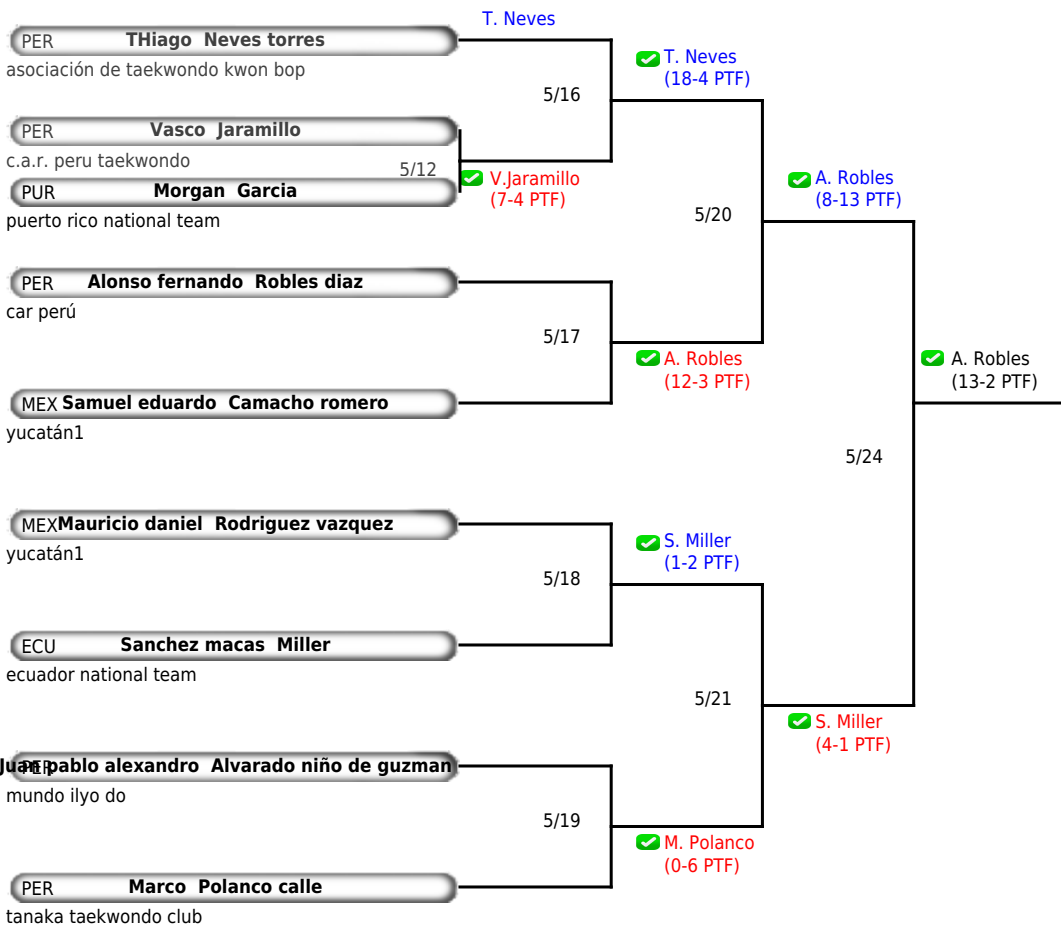 T. Neves
PER THiago Neves torres
asociación de taekwondo kwon bop
T. Neves
(18-4 PTF)
5/16
PER Vasco Jaramillo
c.a.r. peru taekwondo
5/12
PUR Morgan Garcia
puerto rico national team
V.Jaramillo
(7-4 PTF)
A. Robles
(8-13 PTF)
5/20
PER Alonso fernando Robles diaz
car perú
5/17
A. Robles
(12-3 PTF)
A. Robles
(13-2 PTF)
MEX Samuel eduardo Camacho romero
yucatán1
5/24
MEX Mauricio daniel Rodriguez vazquez
yucatán1
S. Miller
(1-2 PTF)
5/18
ECU Sanchez macas Miller
ecuador national team
5/21
S. Miller
(4-1 PTF)
PER Juan pablo alexandro Alvarado niño de guzman
mundo ilyo do
5/19
M. Polanco
(0-6 PTF)
PER Marco Polanco calle
tanaka taekwondo club